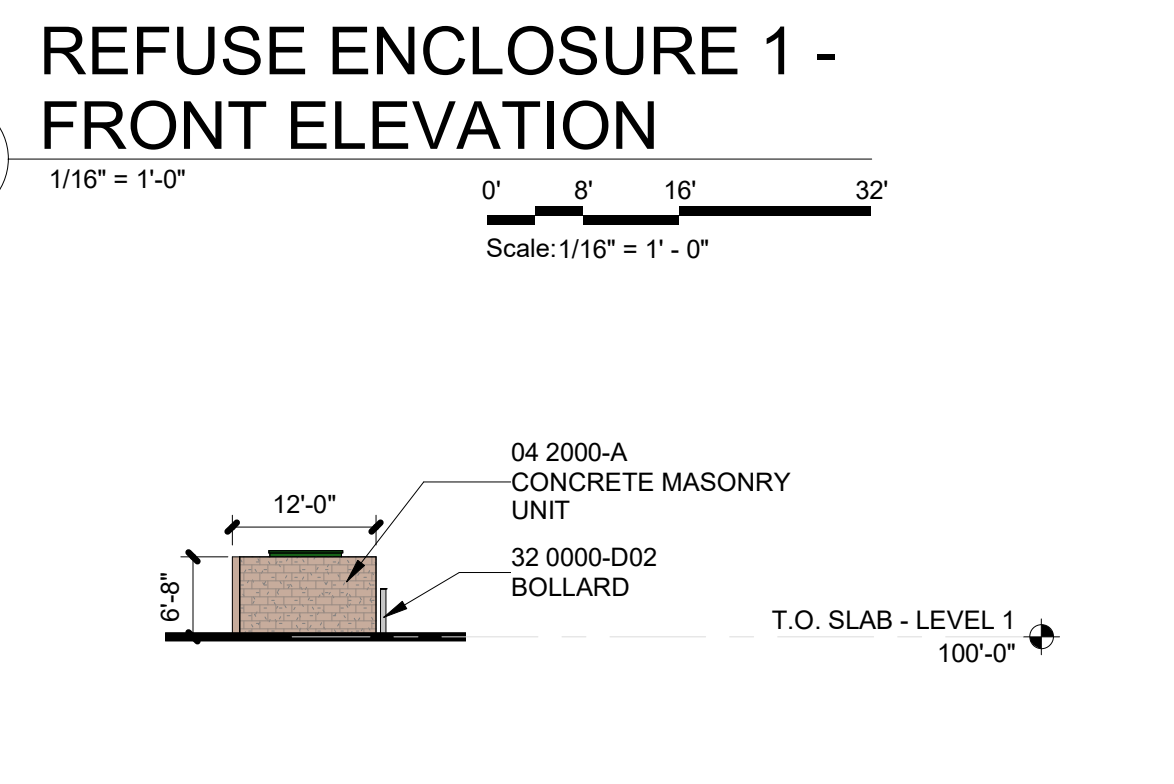 REFUSE ENCLOSURE 1 -
FRONT ELEVATION
1/16" = 1'-0"
0' 8' 16' 32'
Scale:1/16" = 1' - 0"
04 2000-A
CONCRETE MASONRY
UNIT
12'-0"
32 0000-D02
BOLLARD
6'-8"
T.O. SLAB - LEVEL 1
100'-0"